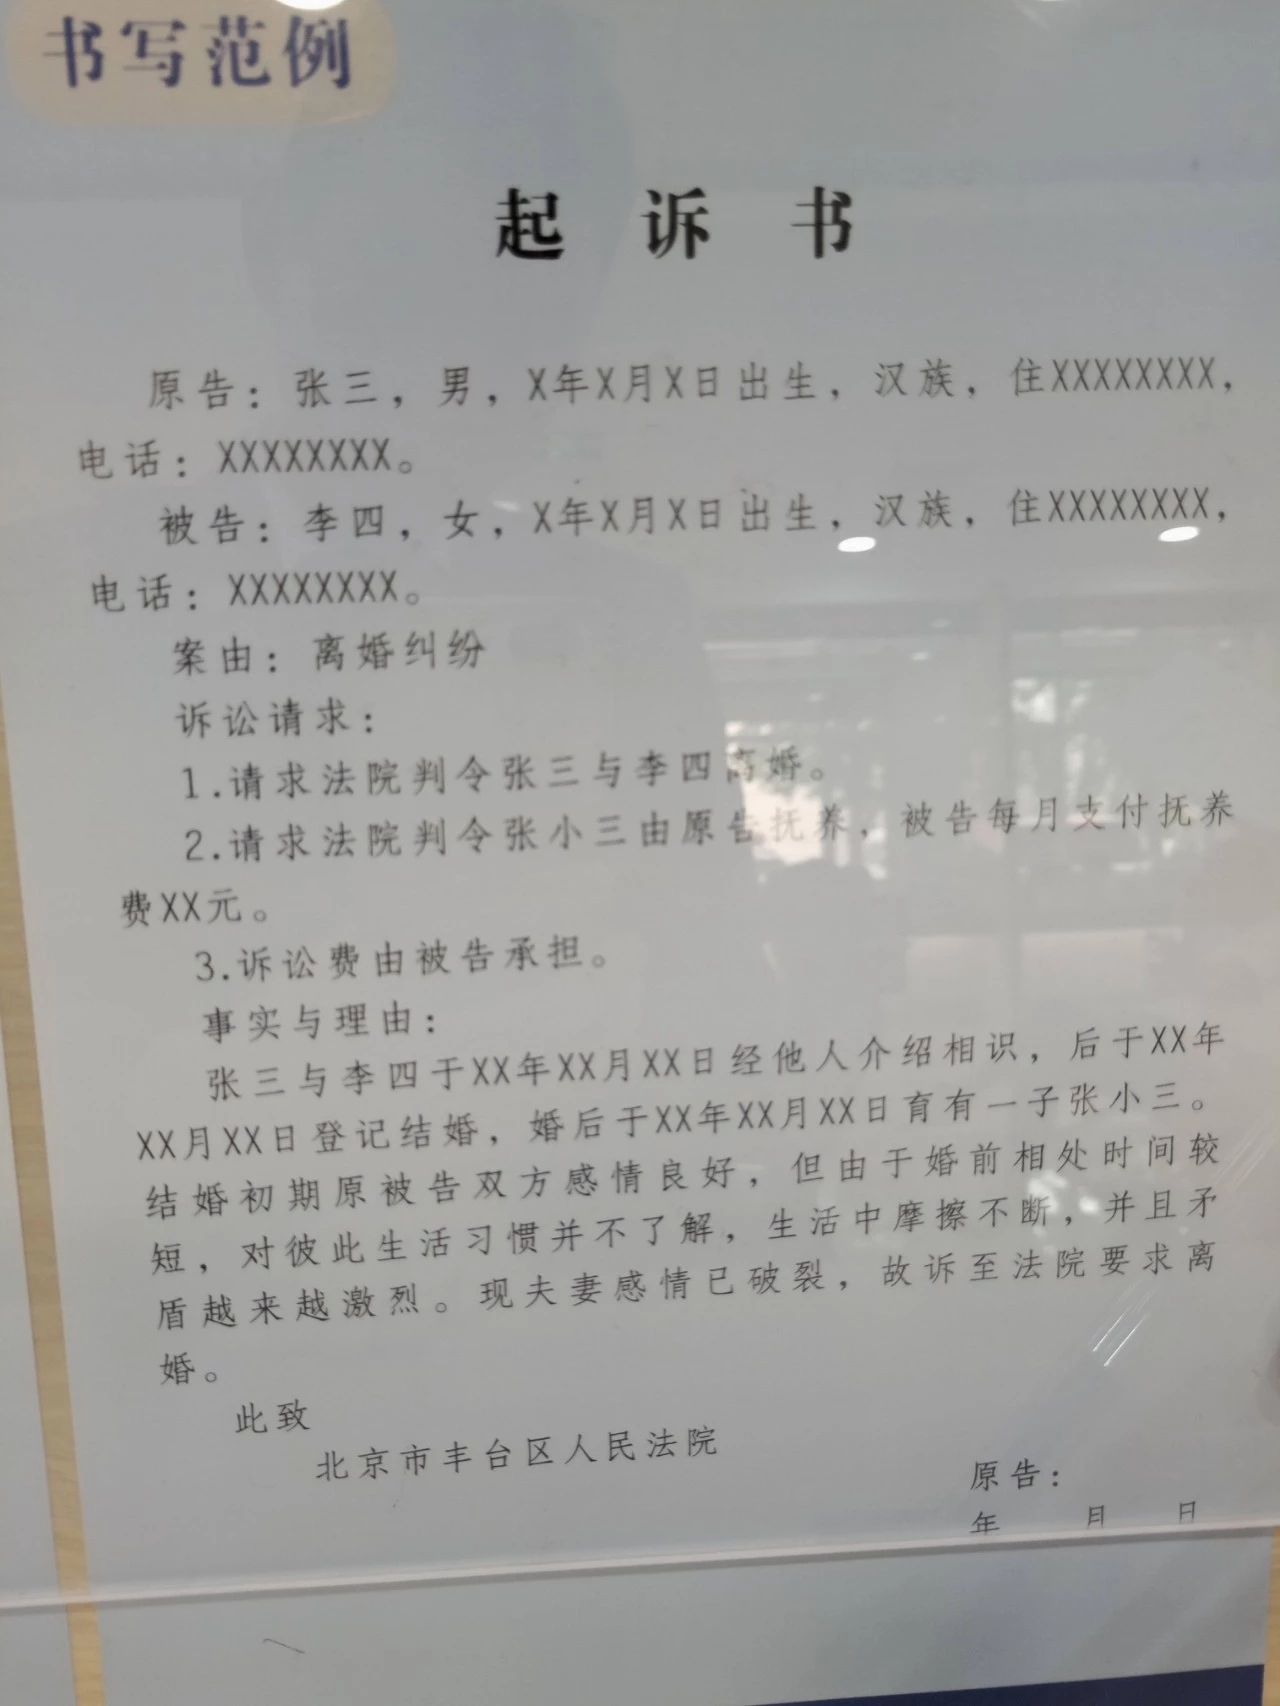 书写范例
起诉书
原告：张三，男，X年X月X日出生，汉族，住XXXXXXXX，
电话：XXXXXXXX。
被告：李四，女，X年X月X日出生，汉族，住XXXXXXXX，
电话：XXXXXXXX。
案由：离婚纠纷
诉讼请求：
1.请求法院判令张三与李四离婚。
2.请求法院判令张小三由原告抚养，被告每月支付抚养
费XX元。
3.诉讼费由被告承担。
事实与理由：
张三与李四于XX年XX月XX日经他人介绍相识，后于XX年
XX月XX日登记结婚，婚后于XX年XX月XX日育有一子张小三。
结婚初期原被告双方感情良好，但由于婚前相处时间较
短，对彼此生活习惯并不了解，生活中摩擦不断，并且矛
盾越来越激烈。现夫妻感情已破裂，故诉至法院要求离
婚。
此致
北京市丰台区人民法院
原告：
年 月 日